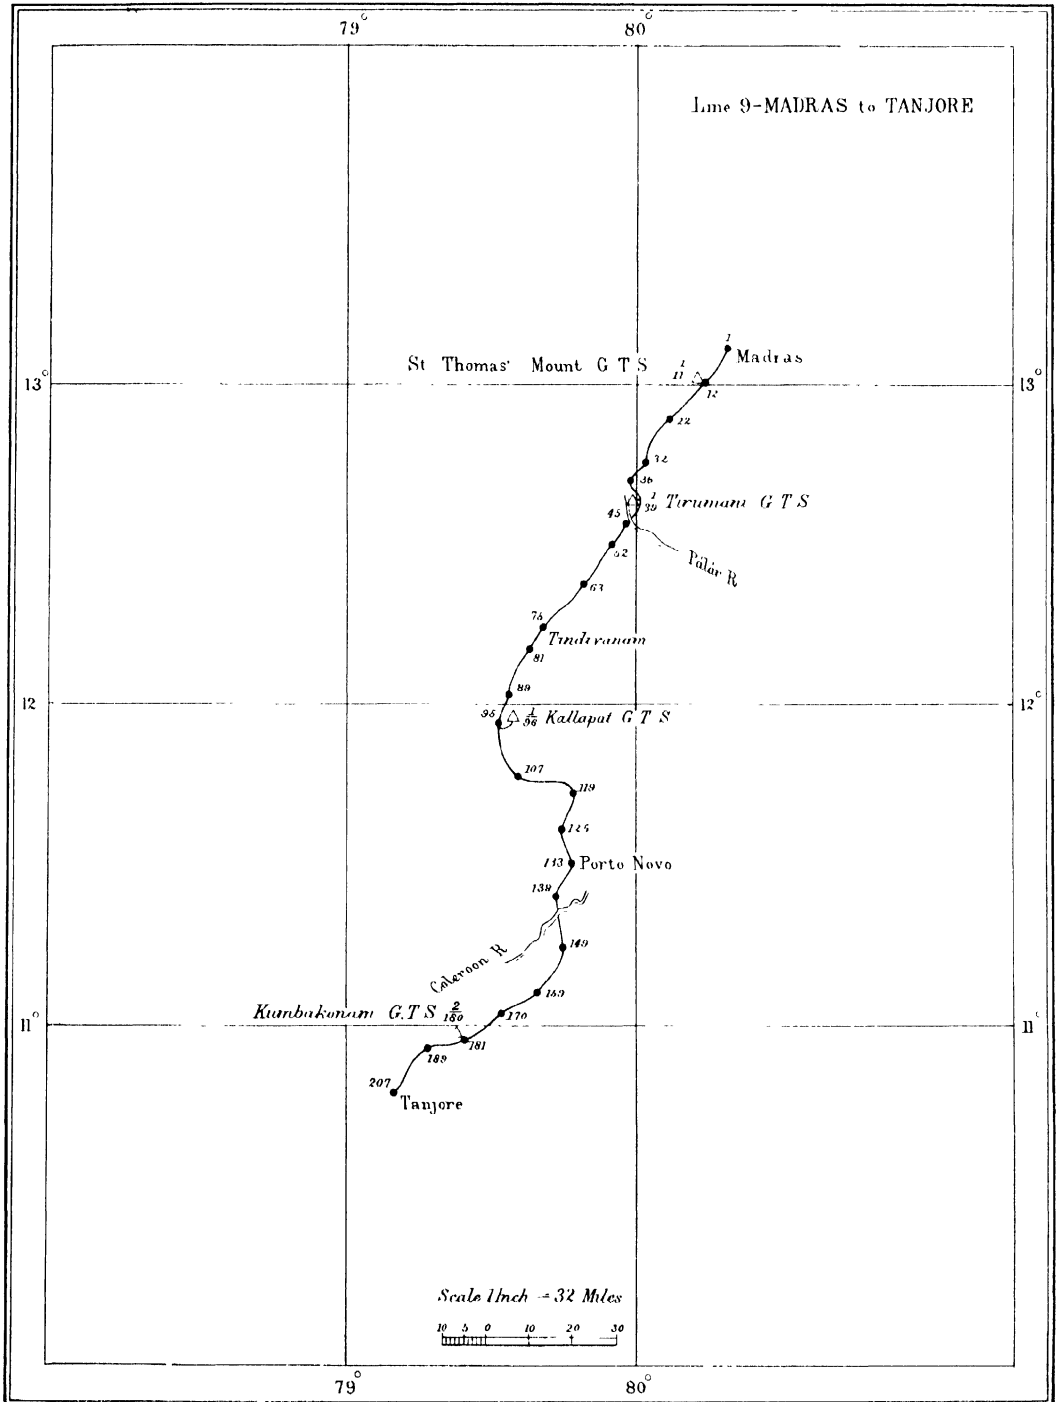 79° 80°
Line 9-MADRAS to TANJORE
1
Madras
St Thomas' Mount G T S 1/11
13° 13°
12
22
32
36
1/39 Tirumani G T S
45
52
Pálár R
63
75
Tindivanam
81
89
12 12°
95
1/96 Kallapat G T S
107
119
125
133 Porto Novo
138
149
Coleroon R
159
Kumbakonam G.T S 2/180
170
11° 11°
181
189
207
Tanjore
Scale 1 Inch = 32 Miles
10 5 0 10 20 30
79° 80°